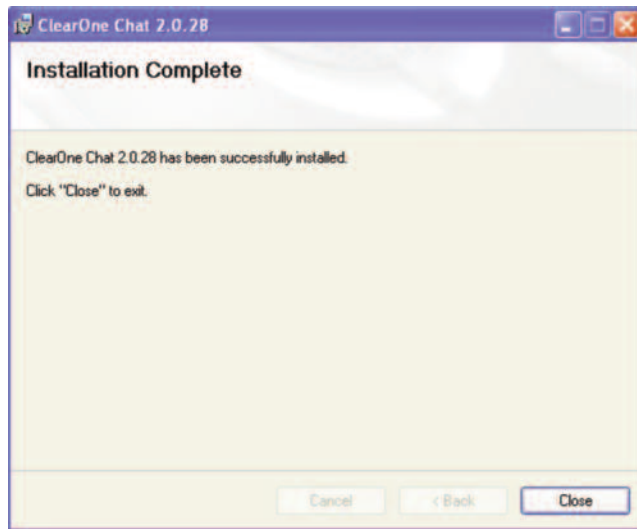 ClearOne Chat 2.0.28
Installation Complete
ClearOne Chat 2.0.28 has been successfully installed.
Click "Close" to exit.
Cancel
< Back
Close